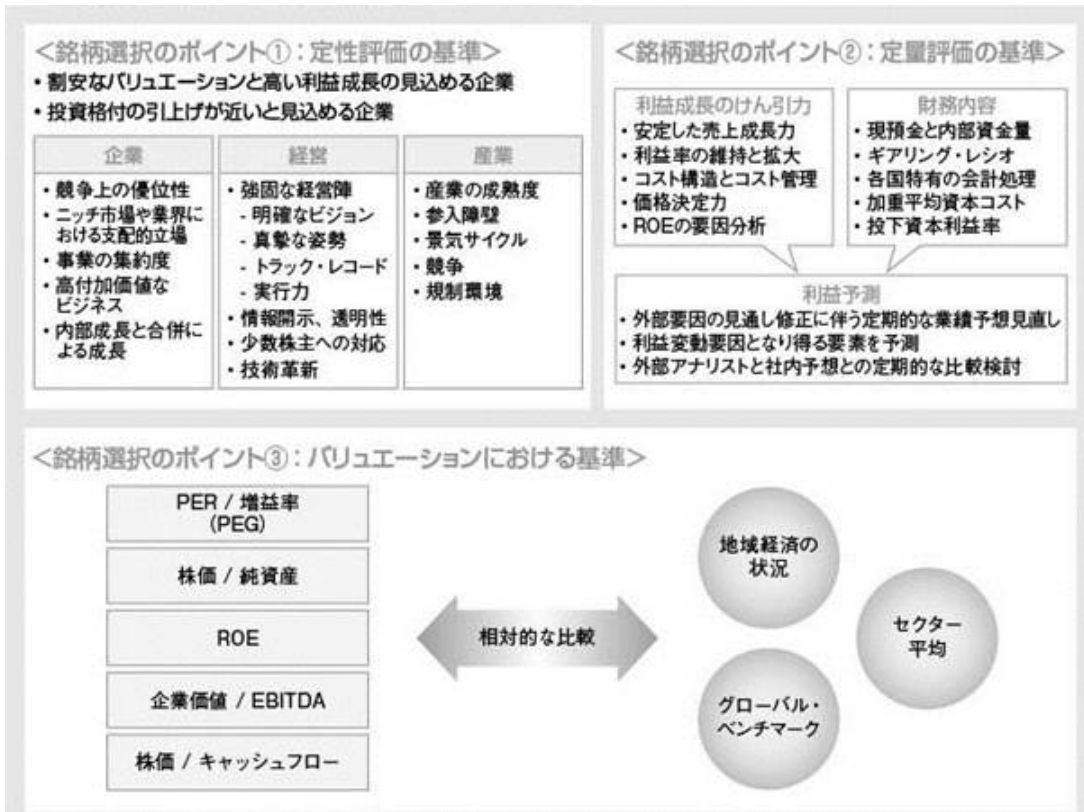 <銘柄選択のポイント①:定性評価の基準>
・割安なバリュエーションと高い利益成長の見込める企業
・投資格付の引上げが近いと見込める企業
企業
・競争上の優位性
・ニッチ市場や業界に
おける支配的立場
・事業の集約度
・高付加価値な
ビジネス
・内部成長と合併に
よる成長
経営
・強固な経営陣
- 明確なビジョン
- 真摯な姿勢
- トラック・レコード
- 実行力
・情報開示、透明性
・少数株主への対応
・技術革新
産業
・産業の成熟度
・参入障壁
・景気サイクル
・競争
・規制環境
<銘柄選択のポイント②:定量評価の基準>
利益成長のけん引力
・安定した売上成長力
・利益率の維持と拡大
・コスト構造とコスト管理
・価格決定力
・ROEの要因分析
財務内容
・現預金と内部資金量
・ギアリング・レシオ
・各国特有の会計処理
・加重平均資本コスト
・投下資本利益率
利益予測
・外部要因の見通し修正に伴う定期的な業績予想見直し
・利益変動要因となり得る要素を予測
・外部アナリストと社内予想との定期的な比較検討
<銘柄選択のポイント③:バリュエーションにおける基準>
PER / 増益率
(PEG)
株価 / 純資産
ROE
企業価値 / EBITDA
株価 / キャッシュフロー
相対的な比較
地域経済の
状況
セクター
平均
グローバル・
ベンチマーク